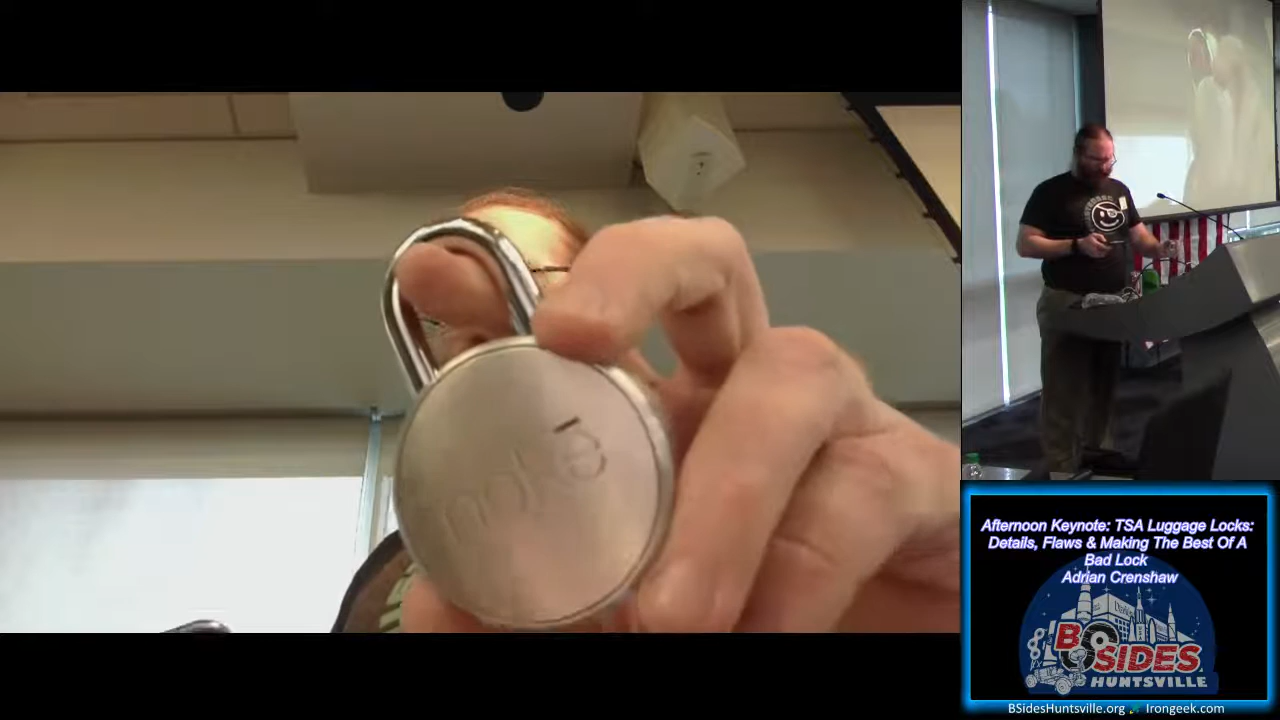 nokē
Afternoon Keynote: TSA Luggage Locks:
Details, Flaws & Making The Best Of A
Bad Lock
Adrian Crenshaw
BSIDES
HUNTSVILLE
BSidesHuntsville.org Irongeek.com